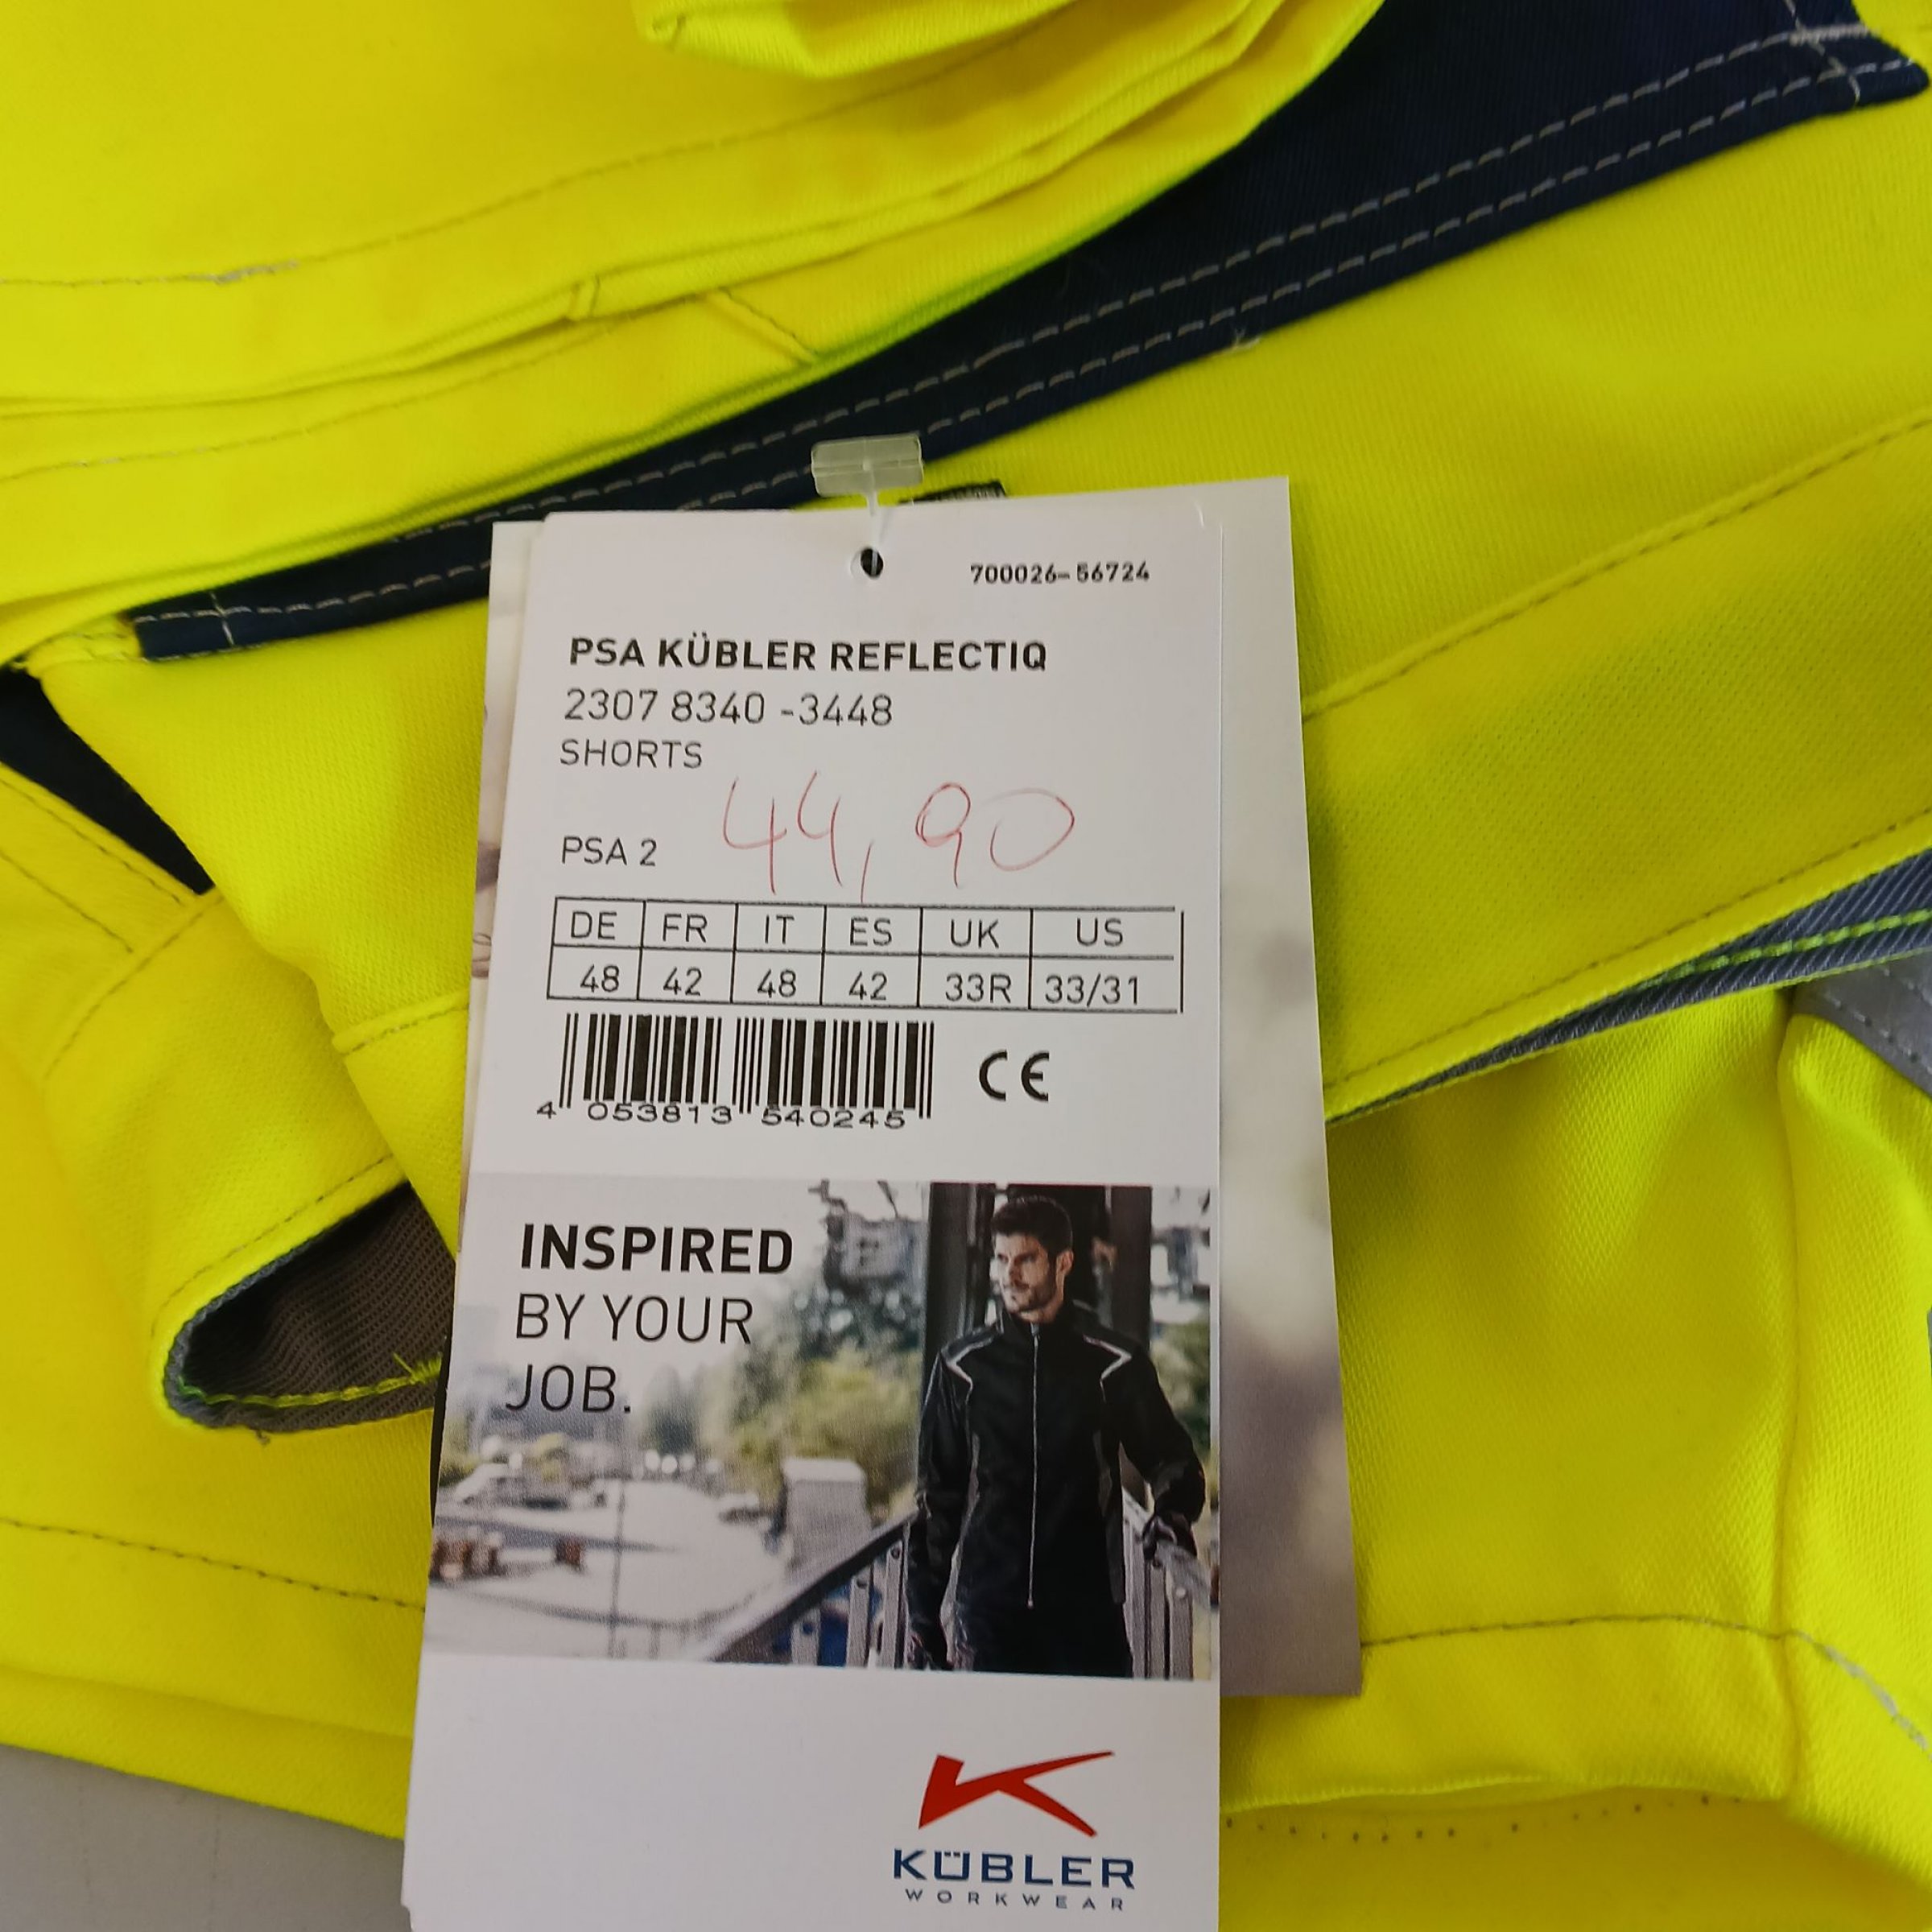 700026-56724
PSA KÜBLER REFLECTIQ
2307 8340 -3448
SHORTS
44,90
PSA 2
DE FR IT ES UK US
48 42 48 42 33R 33/31
4 053813 540245
CE
INSPIRED
BY YOUR
JOB.
KÜBLER
WORKWEAR